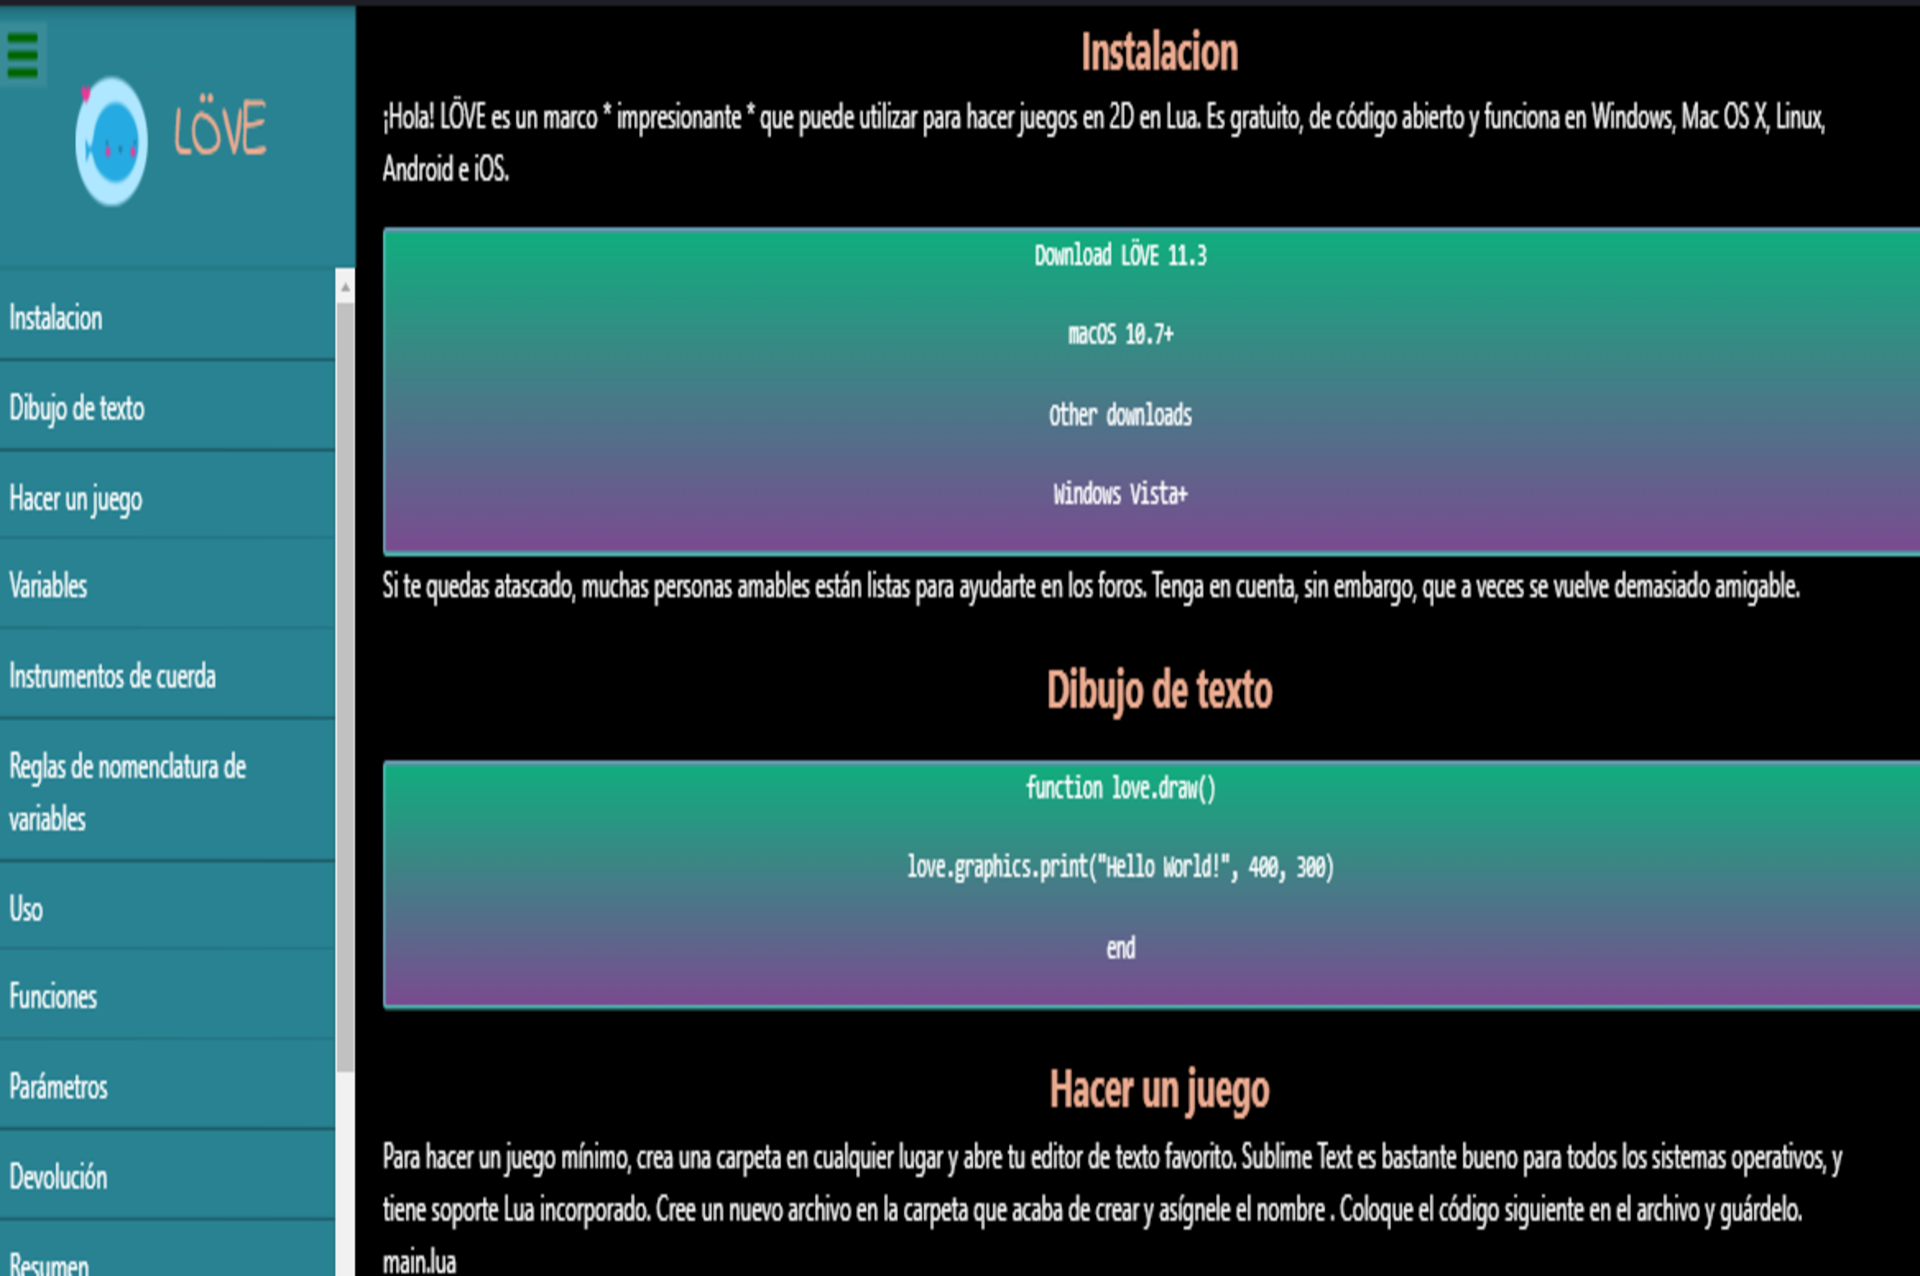 LÖVE
Instalacion
Dibujo de texto
Hacer un juego
Variables
Instrumentos de cuerda
Reglas de nomenclatura de
variables
Uso
Funciones
Parámetros
Devolución
Resumen
Instalacion
¡Hola! LÖVE es un marco * impresionante * que puede utilizar para hacer juegos en 2D en Lua. Es gratuito, de código abierto y funciona en Windows, Mac OS X, Linux,
Android e iOS.
Download LÖVE 11.3
macOS 10.7+
Other downloads
Windows Vista+
Si te quedas atascado, muchas personas amables están listas para ayudarte en los foros. Tenga en cuenta, sin embargo, que a veces se vuelve demasiado amigable.
Dibujo de texto
function love.draw()
love.graphics.print("Hello World!", 400, 300)
end
Hacer un juego
Para hacer un juego mínimo, crea una carpeta en cualquier lugar y abre tu editor de texto favorito. Sublime Text es bastante bueno para todos los sistemas operativos, y
tiene soporte Lua incorporado. Cree un nuevo archivo en la carpeta que acaba de crear y asígnele el nombre . Coloque el código siguiente en el archivo y guárdelo.
main.lua